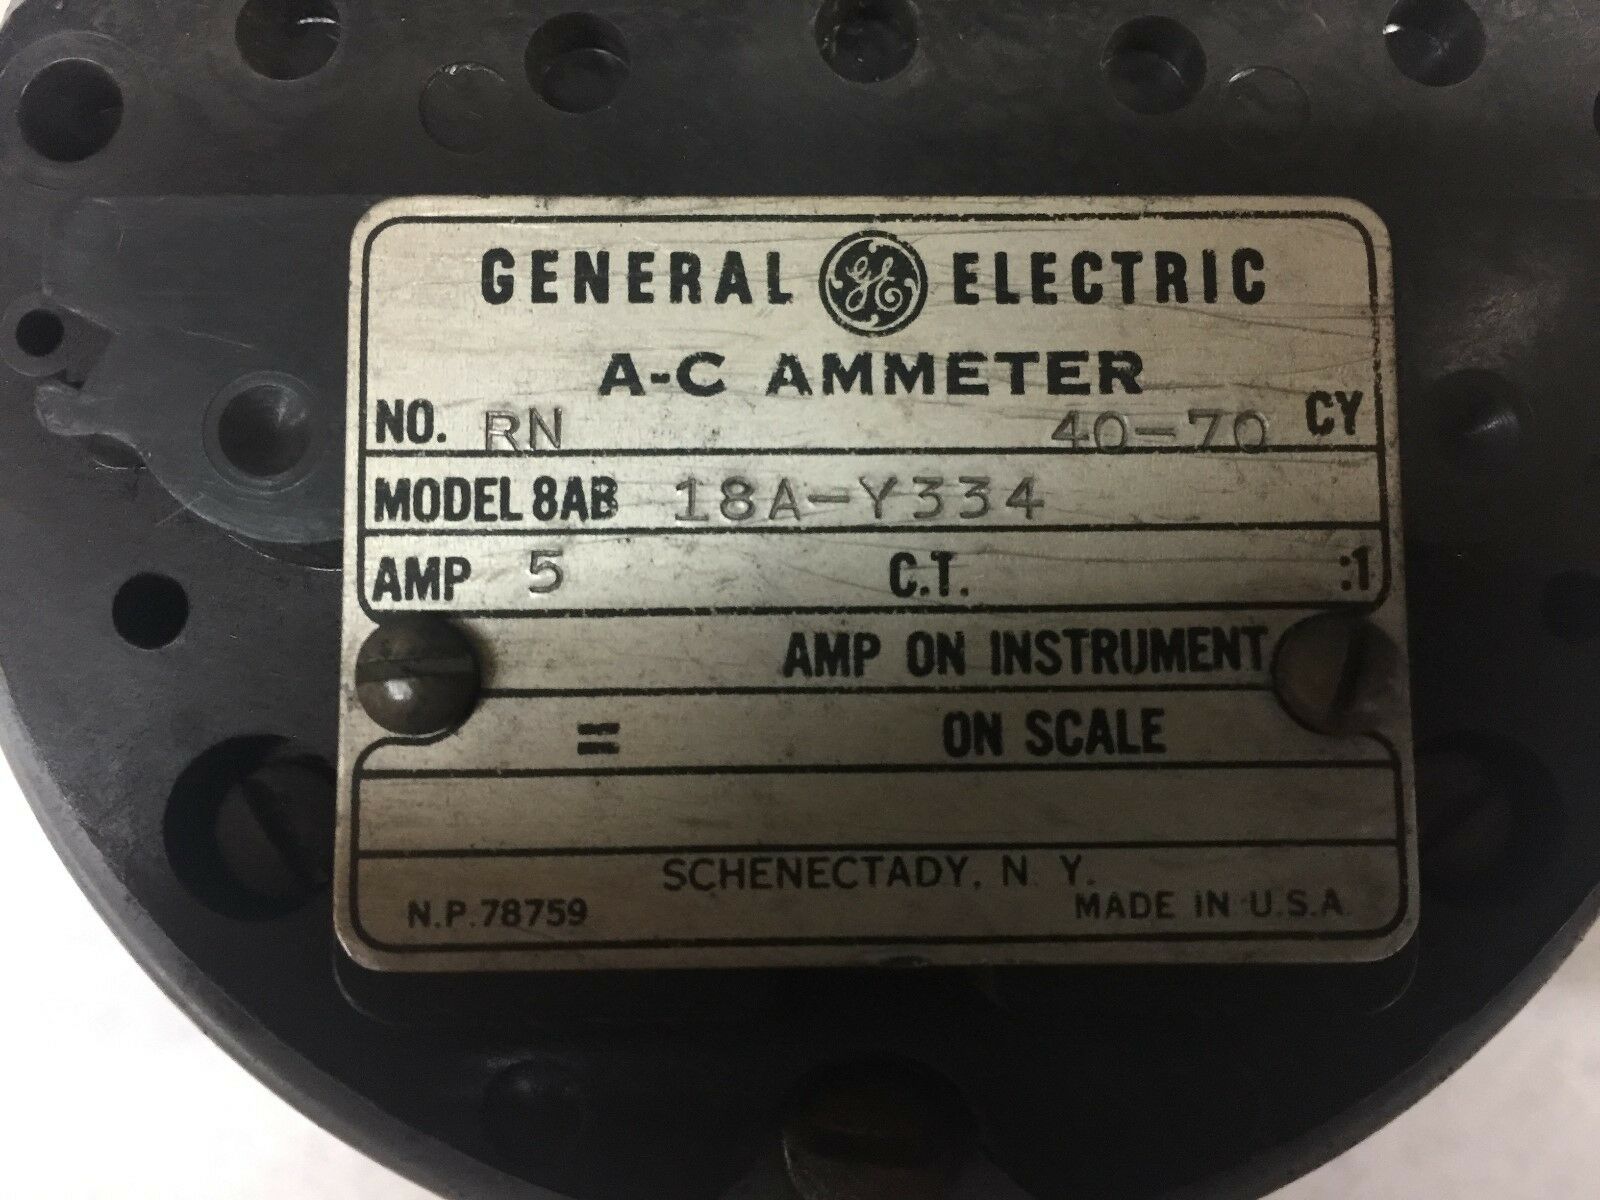 GENERAL GE ELECTRIC
A-C AMMETER
NO. RN 40-70 CY
MODEL 8AB 18A-Y334
AMP 5 C.T. :1
AMP ON INSTRUMENT
= ON SCALE
SCHENECTADY, N. Y.
N.P. 78759 MADE IN U.S.A.